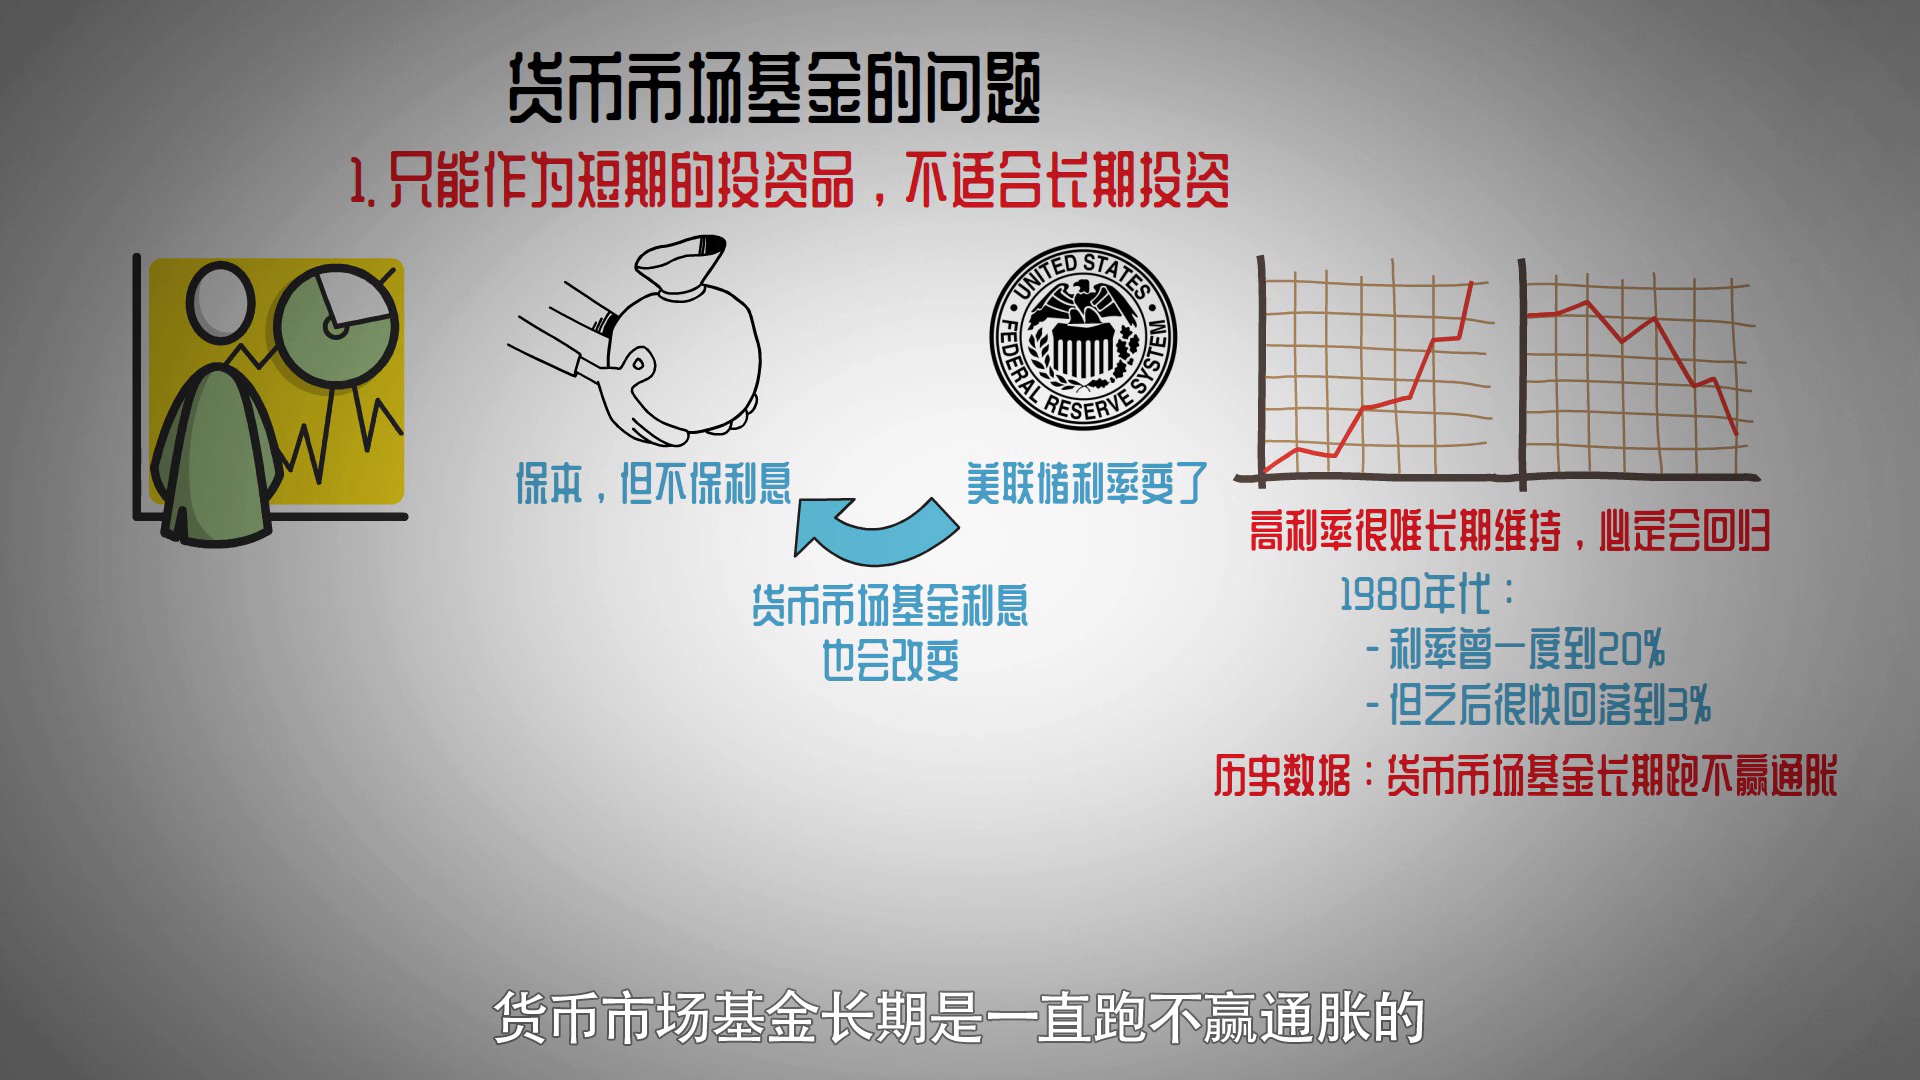 货币市场基金的问题
1. 只能作为短期的投资品，不适合长期投资
UNITED STATES
FEDERAL RESERVE SYSTEM
保本，但不保利息
美联储利率变了
货币市场基金利息
也会改变
高利率很难长期维持，必定会回归
1980年代：
- 利率曾一度到20%
- 但之后很快回落到3%
历史数据：货币市场基金长期跑不赢通胀
货币市场基金长期是一直跑不赢通胀的